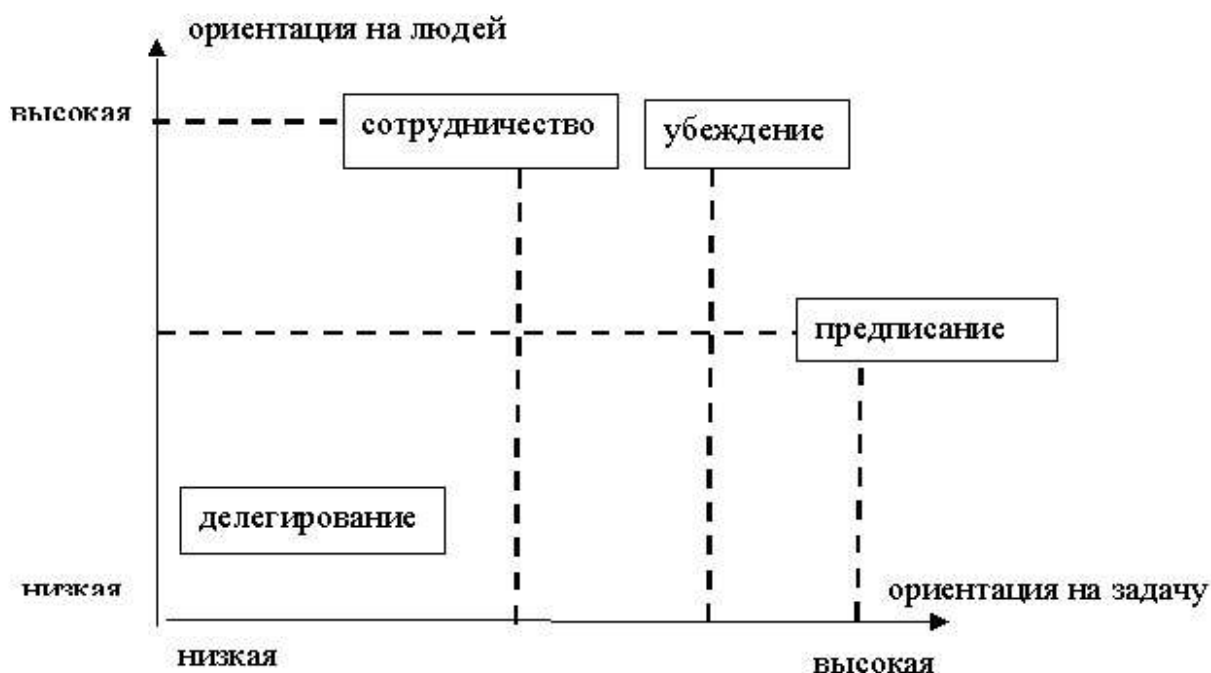 ориентация на людей
высокая
сотрудничество
убеждение
предписание
делегирование
низкая
ориентация на задачу
низкая
высокая